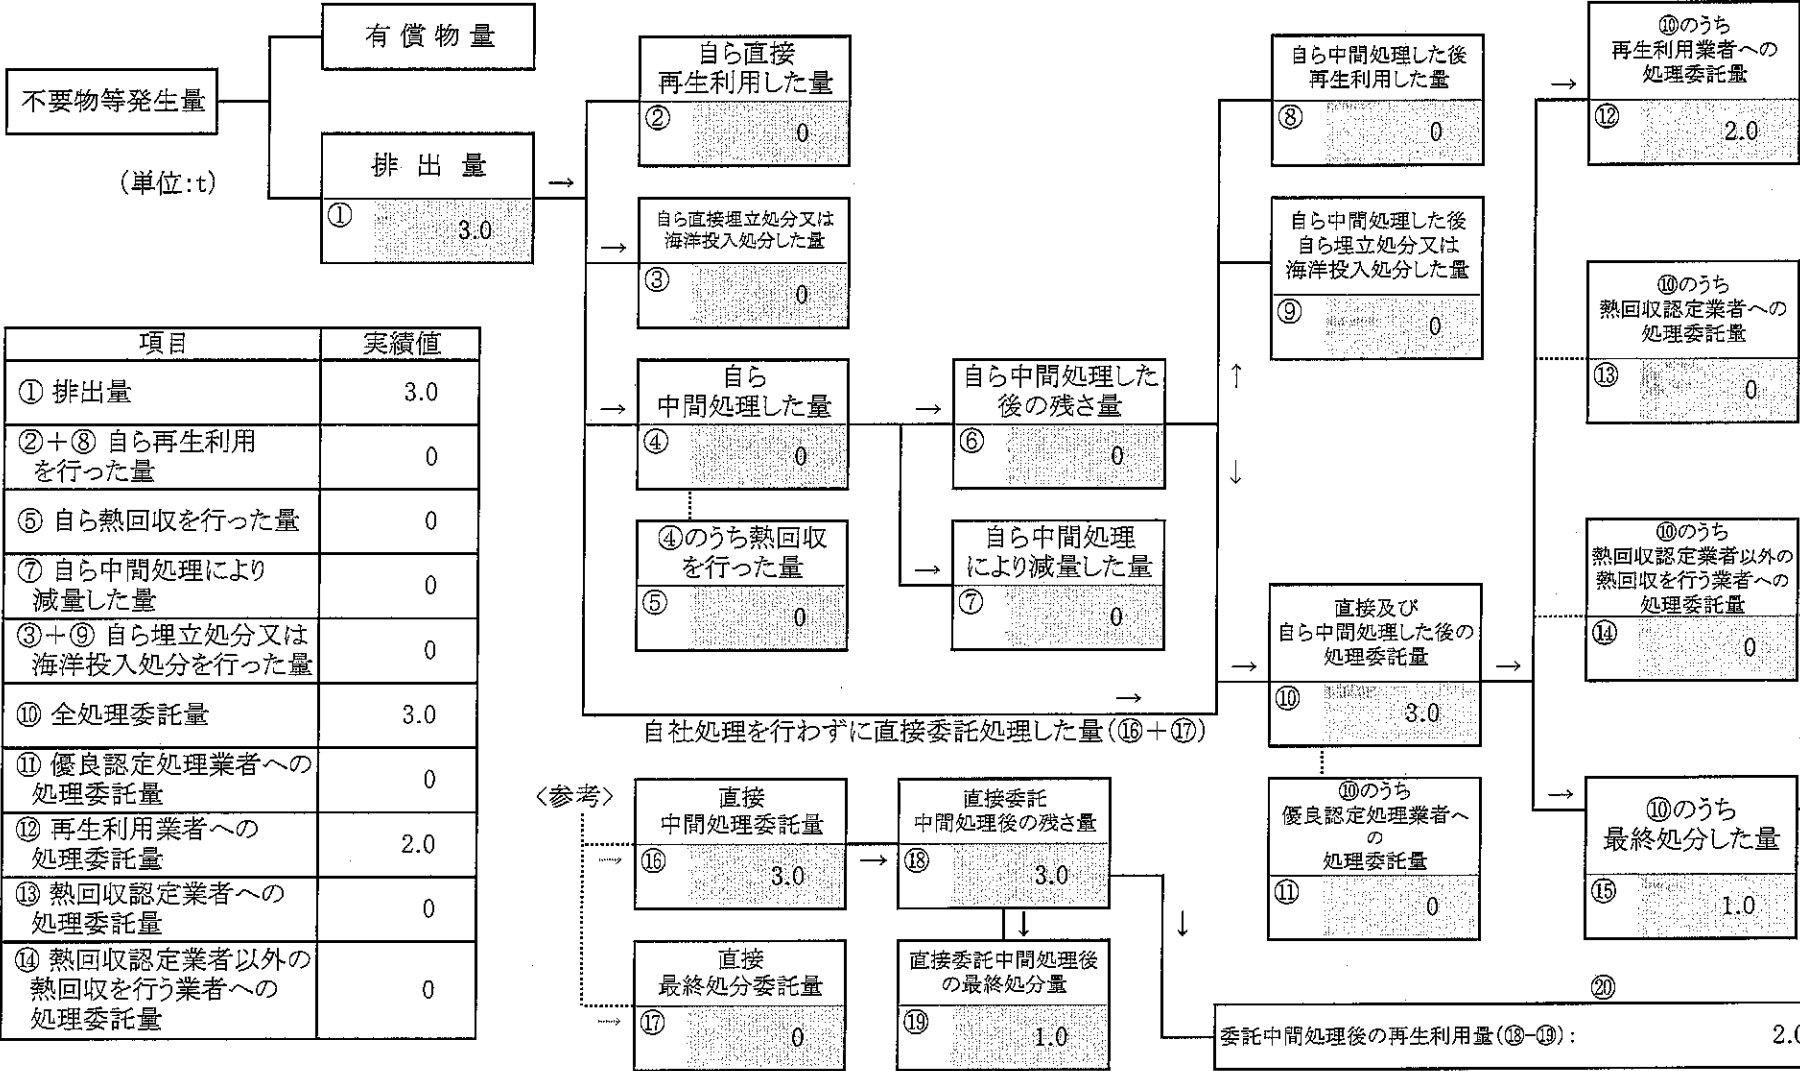 不要物等発生量
有償物量
排出量
①
3.0
(単位:t)
→
自ら直接
再生利用した量
②
0
→
自ら直接埋立処分又は
海洋投入処分した量
③
0
→
自ら
中間処理した量
④
0
④のうち熱回収
を行った量
⑤
0
→
自ら中間処理した
後の残さ量
⑥
0
→
自ら中間処理
により減量した量
⑦
0
自ら中間処理した後
再生利用した量
⑧
0
自ら中間処理した後
自ら埋立処分又は
海洋投入処分した量
⑨
0
↑
↓
→
直接及び
自ら中間処理した後の
処理委託量
⑩
3.0
⑩のうち
優良認定処理業者へ
の
処理委託量
⑪
0
→
→
⑩のうち
再生利用業者への
処理委託量
⑫
2.0
⑩のうち
熱回収認定業者への
処理委託量
⑬
0
⑩のうち
熱回収認定業者以外の
熱回収を行う業者への
処理委託量
⑭
0
→
⑩のうち
最終処分した量
⑮
1.0
→
自社処理を行わずに直接委託処理した量(⑯+⑰)
項目 実績値
① 排出量 3.0
②+⑧ 自ら再生利用
を行った量 0
⑤ 自ら熱回収を行った量 0
⑦ 自ら中間処理により
減量した量 0
③+⑨ 自ら埋立処分又は
海洋投入処分を行った量 0
⑩ 全処理委託量 3.0
⑪ 優良認定処理業者への
処理委託量 0
⑫ 再生利用業者への
処理委託量 2.0
⑬ 熱回収認定業者への
処理委託量 0
⑭ 熱回収認定業者以外の
熱回収を行う業者への
処理委託量 0
〈参考〉
→
直接
中間処理委託量
⑯
3.0
→
直接
最終処分委託量
⑰
0
→
直接委託
中間処理後の残さ量
⑱
3.0
↓
直接委託中間処理後
の最終処分量
⑲
1.0
↓
⑳
委託中間処理後の再生利用量(⑱-⑲): 2.0